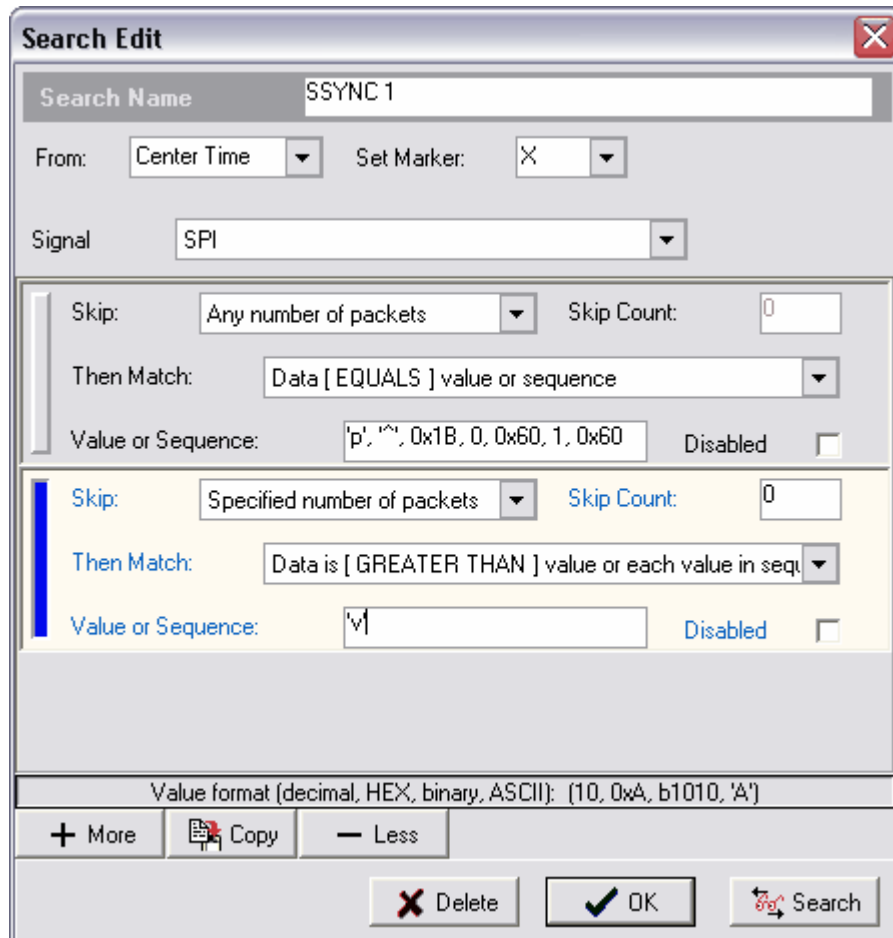 Search Edit
Search Name SSYNC 1
From: Center Time Set Marker: X
Signal SPI
Skip: Any number of packets Skip Count: 0
Then Match: Data [ EQUALS ] value or sequence
Value or Sequence: 'p', '^', 0x1B, 0, 0x60, 1, 0x60 Disabled
Skip: Specified number of packets Skip Count: 0
Then Match: Data is [ GREATER THAN ] value or each value in sequ
Value or Sequence: 'v' Disabled
Value format (decimal, HEX, binary, ASCII): (10, 0xA, b1010, 'A')
+ More Copy — Less
Delete OK Search